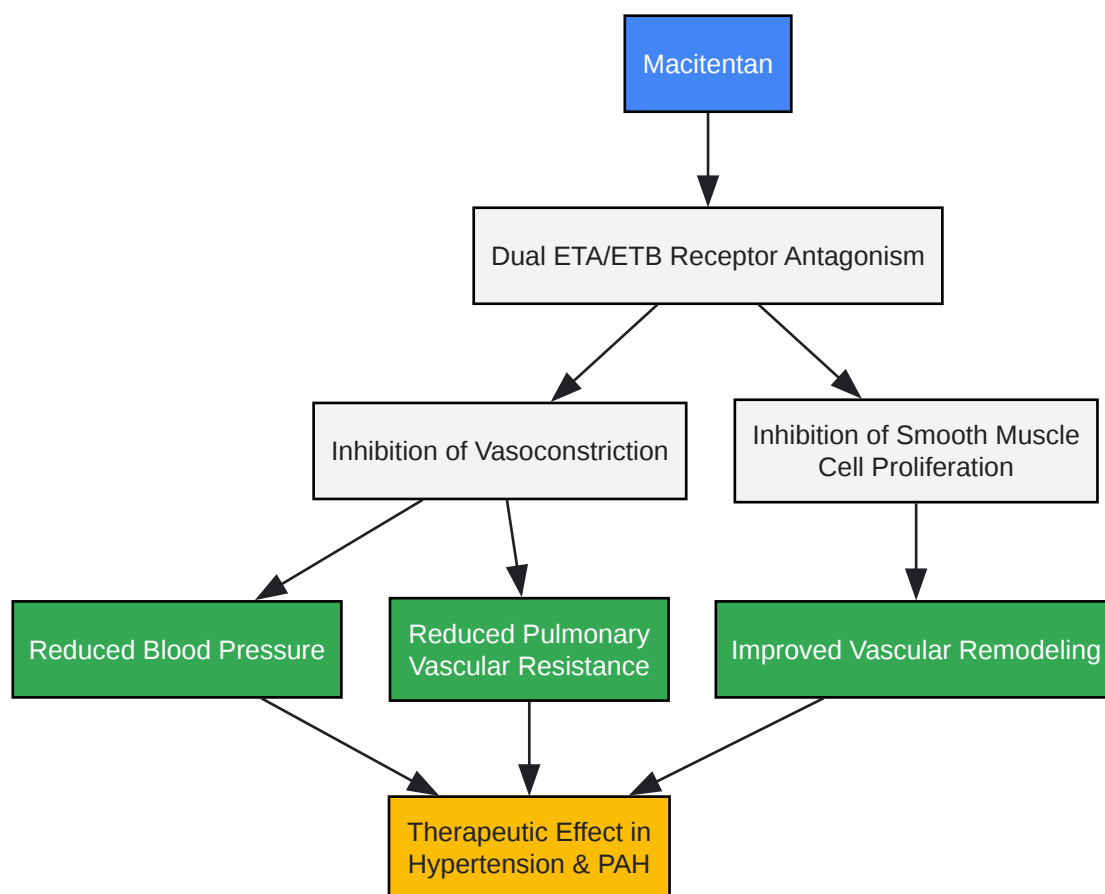 Macitentan
Dual ETA/ETB Receptor Antagonism
Inhibition of Vasoconstriction
Inhibition of Smooth Muscle
Cell Proliferation
Reduced Blood Pressure
Reduced Pulmonary
Vascular Resistance
Improved Vascular Remodeling
Therapeutic Effect in
Hypertension & PAH